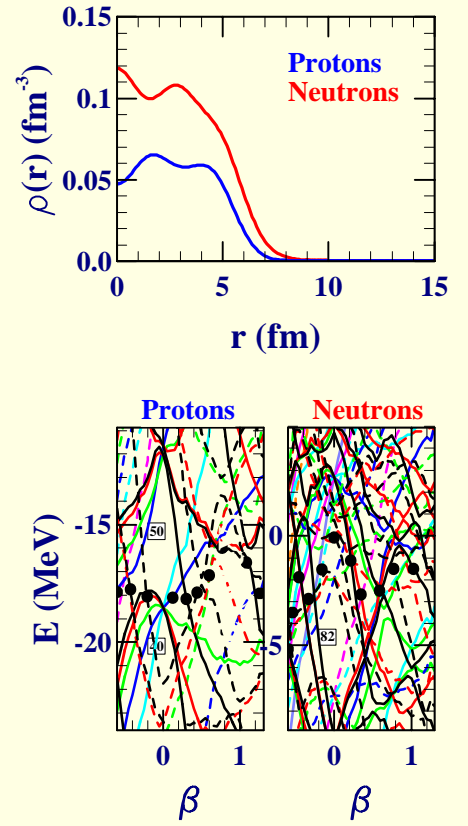 0.15
0.1
0.05
0.0
ρ(r) (fm⁻³)
Protons
Neutrons
0 5 10 15
r (fm)
Protons Neutrons
-15
-20
E (MeV)
50
20
0
-5
82
0 1 0 1
β β